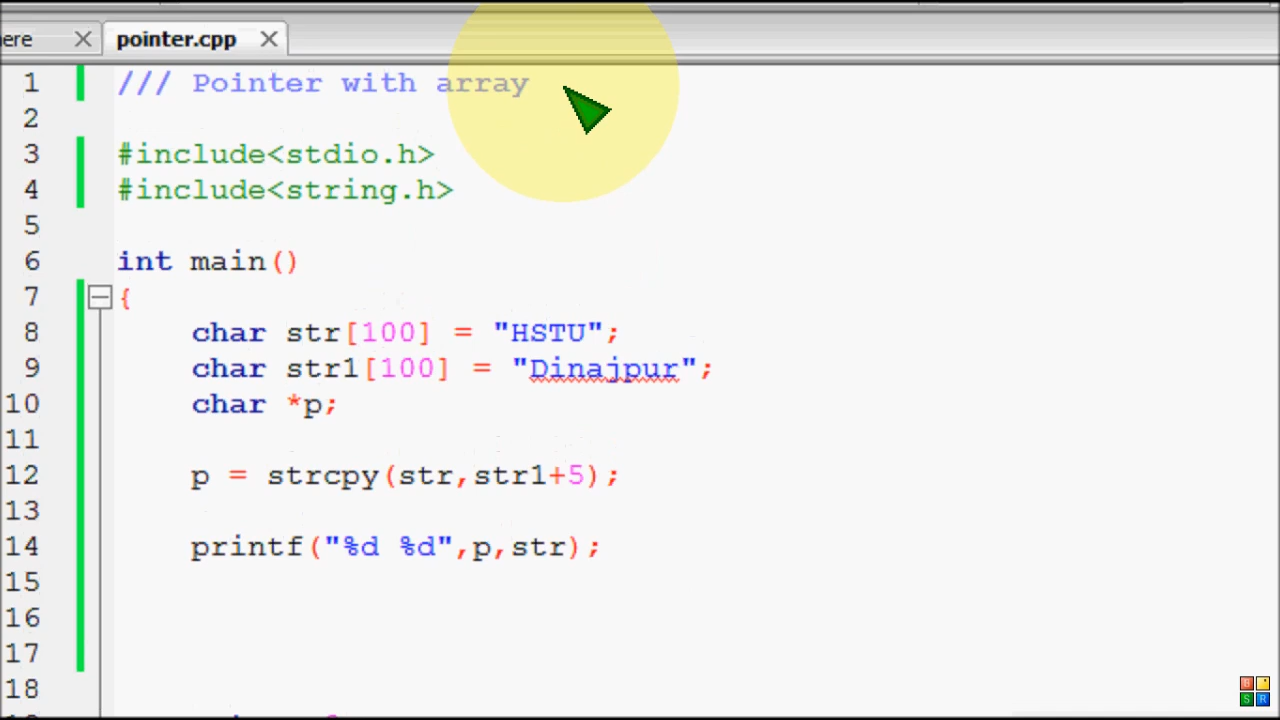 ere
pointer.cpp
1 /// Pointer with array
2
3 #include<stdio.h>
4 #include<string.h>
5
6 int main()
7 {
8 char str[100] = "HSTU";
9 char str1[100] = "Dinajpur";
10 char *p;
11
12 p = strcpy(str,str1+5);
13
14 printf("%d %d",p,str);
15
16
17
18